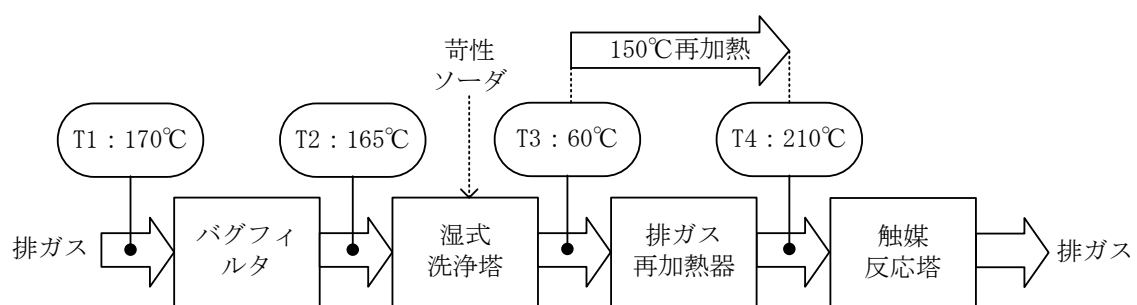 苛性
ソーダ
150℃再加熱
T1：170℃
T2：165℃
T3：60℃
T4：210℃
排ガス
バグフィ
ルタ
湿式
洗浄塔
排ガス
再加熱器
触媒
反応塔
排ガス